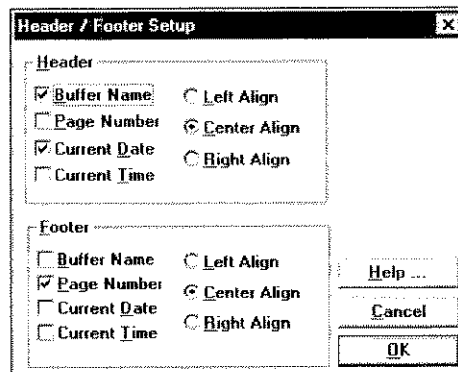 Header / Footer Setup
Header
Buffer Name
Left Align
Page Number
Center Align
Current Date
Right Align
Current Time
Footer
Buffer Name
Left Align
Page Number
Center Align
Current Date
Right Align
Current Time
Help ...
Cancel
OK